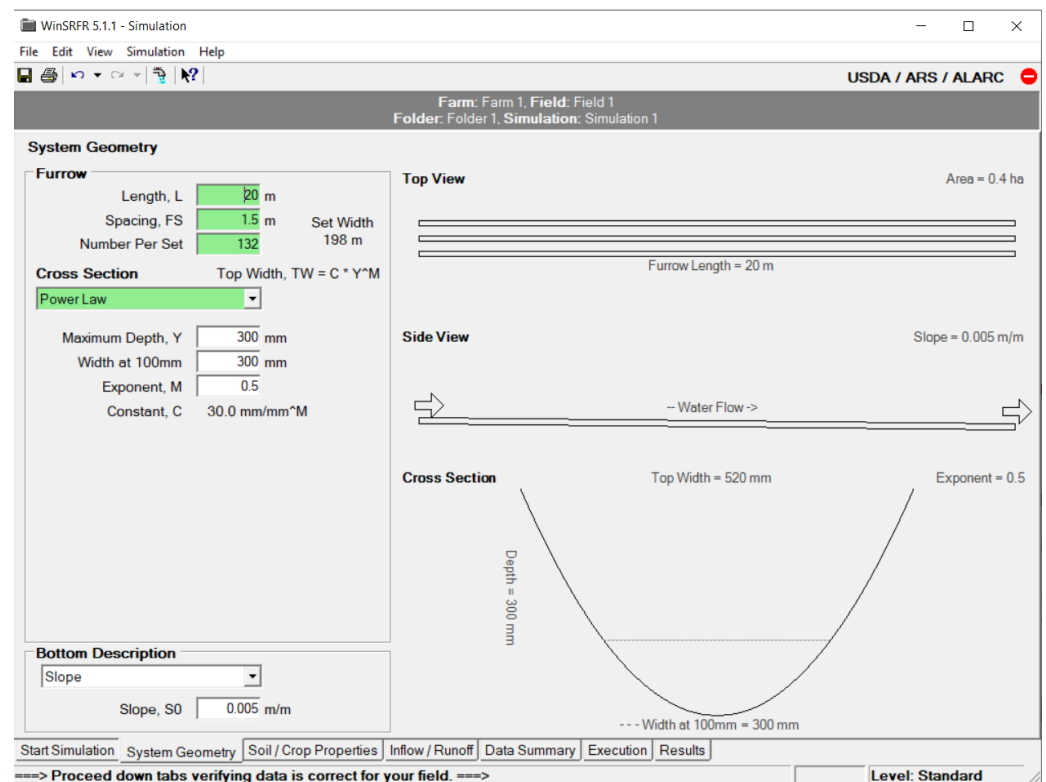 WinSRFR 5.1.1 - Simulation
File Edit View Simulation Help
USDA / ARS / ALARC
Farm: Farm 1, Field: Field 1
Folder: Folder 1, Simulation: Simulation 1
System Geometry
Furrow
Length, L 20 m
Spacing, FS 1.5 m Set Width
Number Per Set 132 198 m
Cross Section Top Width, TW = C * Y^M
Power Law
Maximum Depth, Y 300 mm
Width at 100mm 300 mm
Exponent, M 0.5
Constant, C 30.0 mm/mm^M
Bottom Description
Slope
Slope, S0 0.005 m/m
Top View Area = 0.4 ha
Furrow Length = 20 m
Side View Slope = 0.005 m/m
-- Water Flow ->
Cross Section Top Width = 520 mm Exponent = 0.5
Depth = 300 mm
- - - Width at 100mm = 300 mm
Start Simulation System Geometry Soil / Crop Properties Inflow / Runoff Data Summary Execution Results
===> Proceed down tabs verifying data is correct for your field. ===> Level: Standard